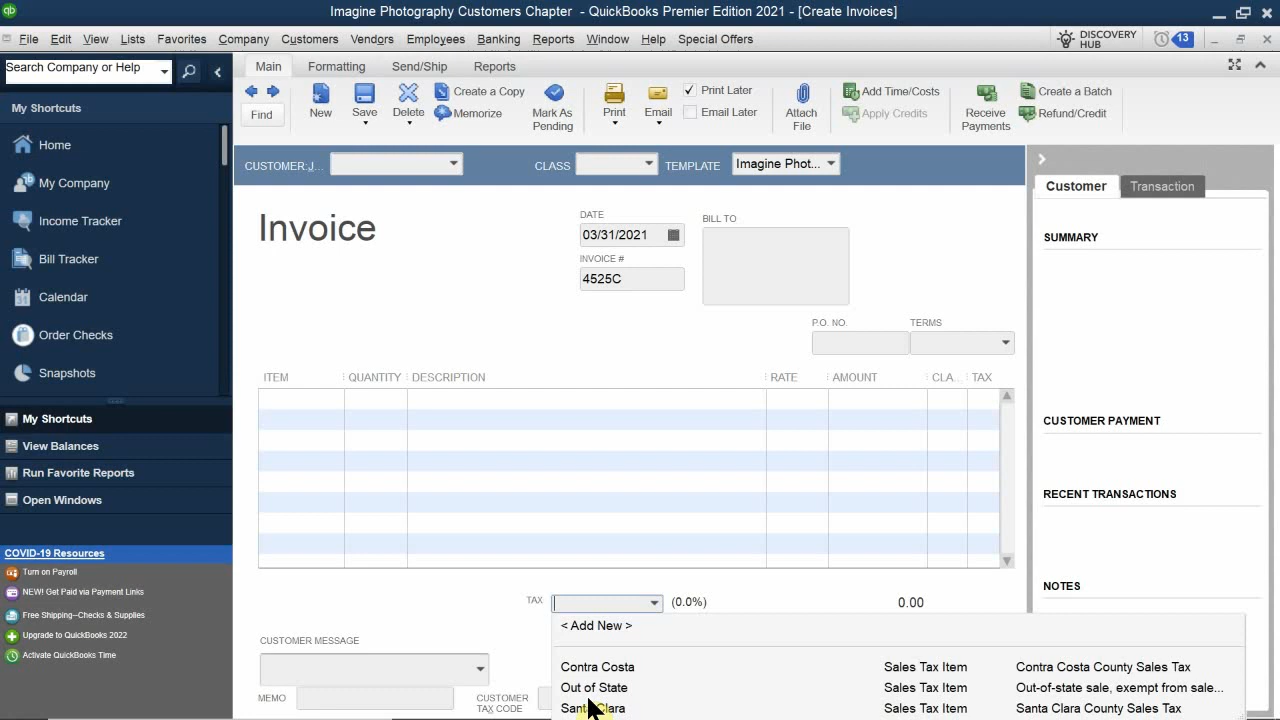 Imagine Photography Customers Chapter - QuickBooks Premier Edition 2021 - [Create Invoices]
File Edit View Lists Favorites Company Customers Vendors Employees Banking Reports Window Help Special Offers
DISCOVERY HUB
13
Search Company or Help
Main Formatting Send/Ship Reports
Find
New
Save
Delete
Create a Copy
Memorize
Mark As Pending
Print
Email
Print Later
Email Later
Attach File
Add Time/Costs
Apply Credits
Receive Payments
Create a Batch
Refund/Credit
My Shortcuts
Home
My Company
Income Tracker
Bill Tracker
Calendar
Order Checks
Snapshots
My Shortcuts
View Balances
Run Favorite Reports
Open Windows
COVID-19 Resources
Turn on Payroll
NEW! Get Paid via Payment Links
Free Shipping--Checks & Supplies
Upgrade to QuickBooks 2022
Activate QuickBooks Time
CUSTOMER:J...
CLASS
TEMPLATE Imagine Phot...
Invoice
DATE
03/31/2021
INVOICE #
4525C
BILL TO
P.O. NO. TERMS
ITEM QUANTITY DESCRIPTION RATE AMOUNT CLA... TAX
TAX (0.0%) 0.00
CUSTOMER MESSAGE
MEMO
CUSTOMER TAX CODE
< Add New >
Contra Costa Sales Tax Item Contra Costa County Sales Tax
Out of State Sales Tax Item Out-of-state sale, exempt from sale...
Santa Clara Sales Tax Item Santa Clara County Sales Tax
Customer Transaction
SUMMARY
CUSTOMER PAYMENT
RECENT TRANSACTIONS
NOTES